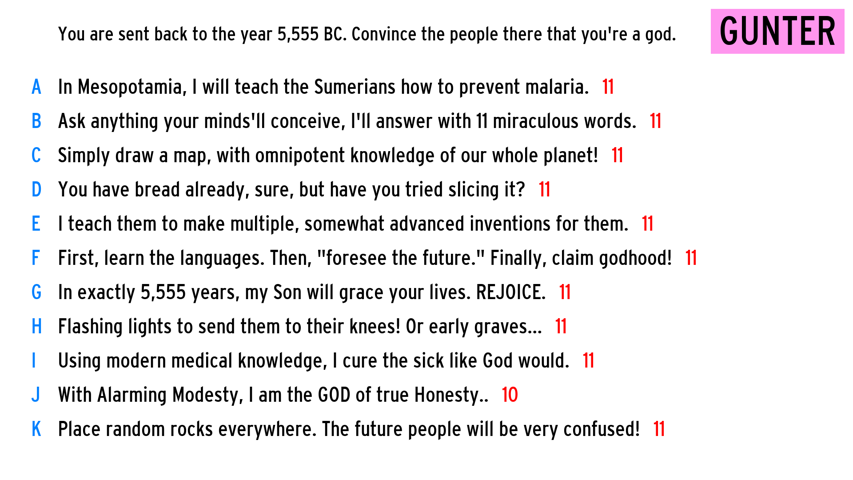 You are sent back to the year 5,555 BC. Convince the people there that you're a god.
GUNTER
A In Mesopotamia, I will teach the Sumerians how to prevent malaria. 11
B Ask anything your minds'll conceive, I'll answer with 11 miraculous words. 11
C Simply draw a map, with omnipotent knowledge of our whole planet! 11
D You have bread already, sure, but have you tried slicing it? 11
E I teach them to make multiple, somewhat advanced inventions for them. 11
F First, learn the languages. Then, "foresee the future." Finally, claim godhood! 11
G In exactly 5,555 years, my Son will grace your lives. REJOICE. 11
H Flashing lights to send them to their knees! Or early graves... 11
I Using modern medical knowledge, I cure the sick like God would. 11
J With Alarming Modesty, I am the GOD of true Honesty.. 10
K Place random rocks everywhere. The future people will be very confused! 11